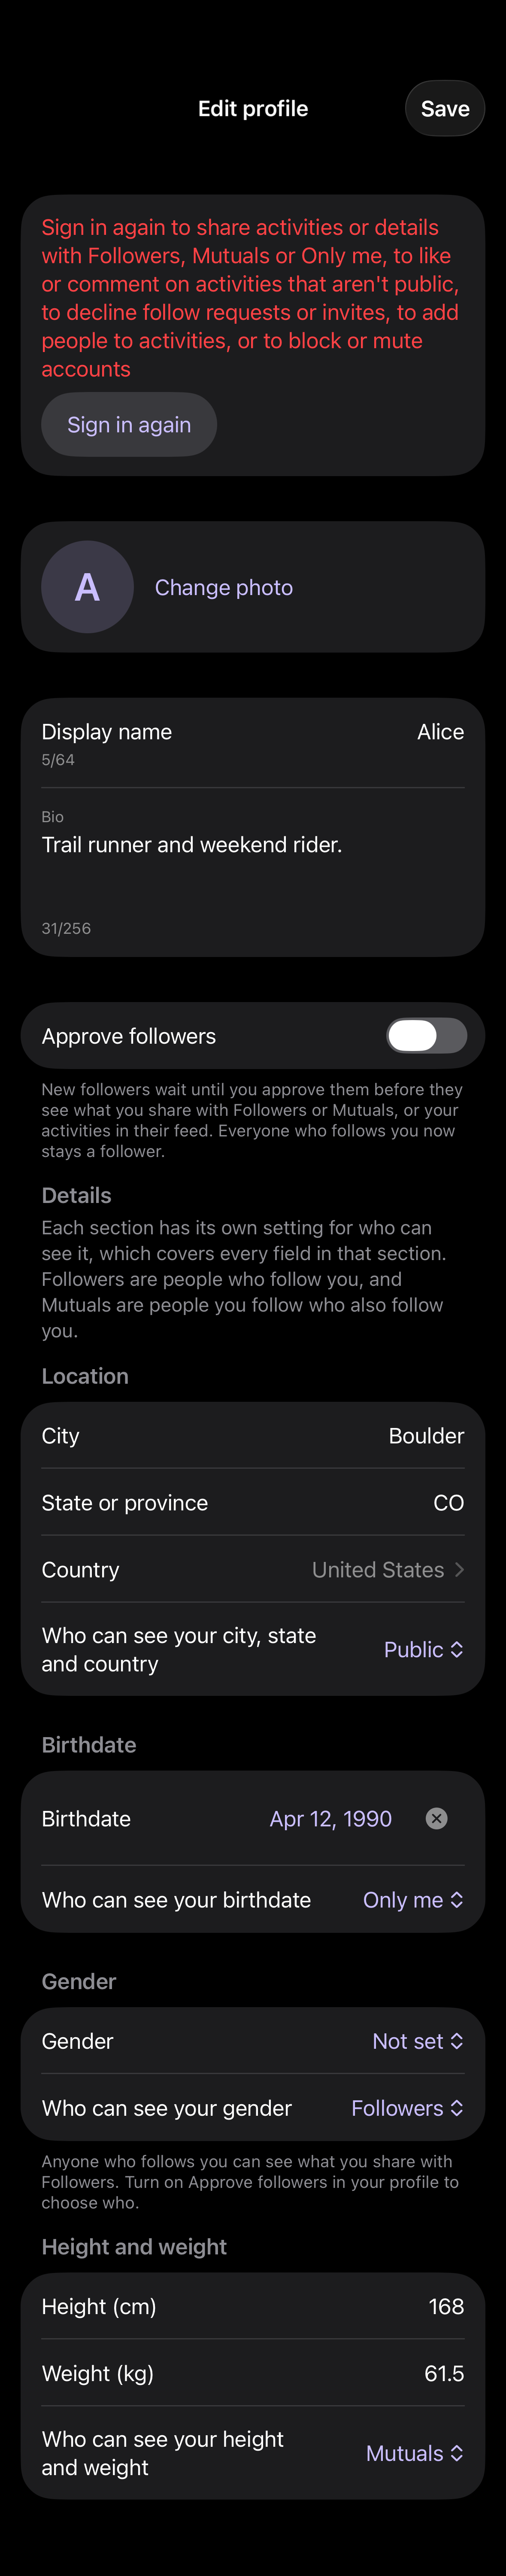 Edit profile
Save
Sign in again to share activities or details
with Followers, Mutuals or Only me, to like
or comment on activities that aren't public,
to decline follow requests or invites, to add
people to activities, or to block or mute
accounts
Sign in again
A
Change photo
Display name
Alice
5/64
Bio
Trail runner and weekend rider.
31/256
Approve followers
New followers wait until you approve them before they
see what you share with Followers or Mutuals, or your
activities in their feed. Everyone who follows you now
stays a follower.
Details
Each section has its own setting for who can
see it, which covers every field in that section.
Followers are people who follow you, and
Mutuals are people you follow who also follow
you.
Location
City
Boulder
State or province
CO
Country
United States
Who can see your city, state
and country
Public
Birthdate
Birthdate
Apr 12, 1990
Who can see your birthdate
Only me
Gender
Gender
Not set
Who can see your gender
Followers
Anyone who follows you can see what you share with
Followers. Turn on Approve followers in your profile to
choose who.
Height and weight
Height (cm)
168
Weight (kg)
61.5
Who can see your height
and weight
Mutuals